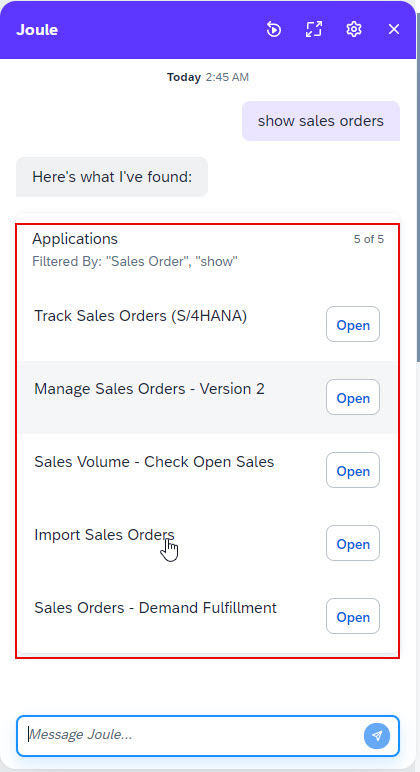 Joule
Today 2:45 AM
show sales orders
Here's what I've found:
Applications 5 of 5
Filtered By: "Sales Order", "show"
Track Sales Orders (S/4HANA) Open
Manage Sales Orders - Version 2 Open
Sales Volume - Check Open Sales Open
Import Sales Orders Open
Sales Orders - Demand Fulfillment Open
Message Joule...